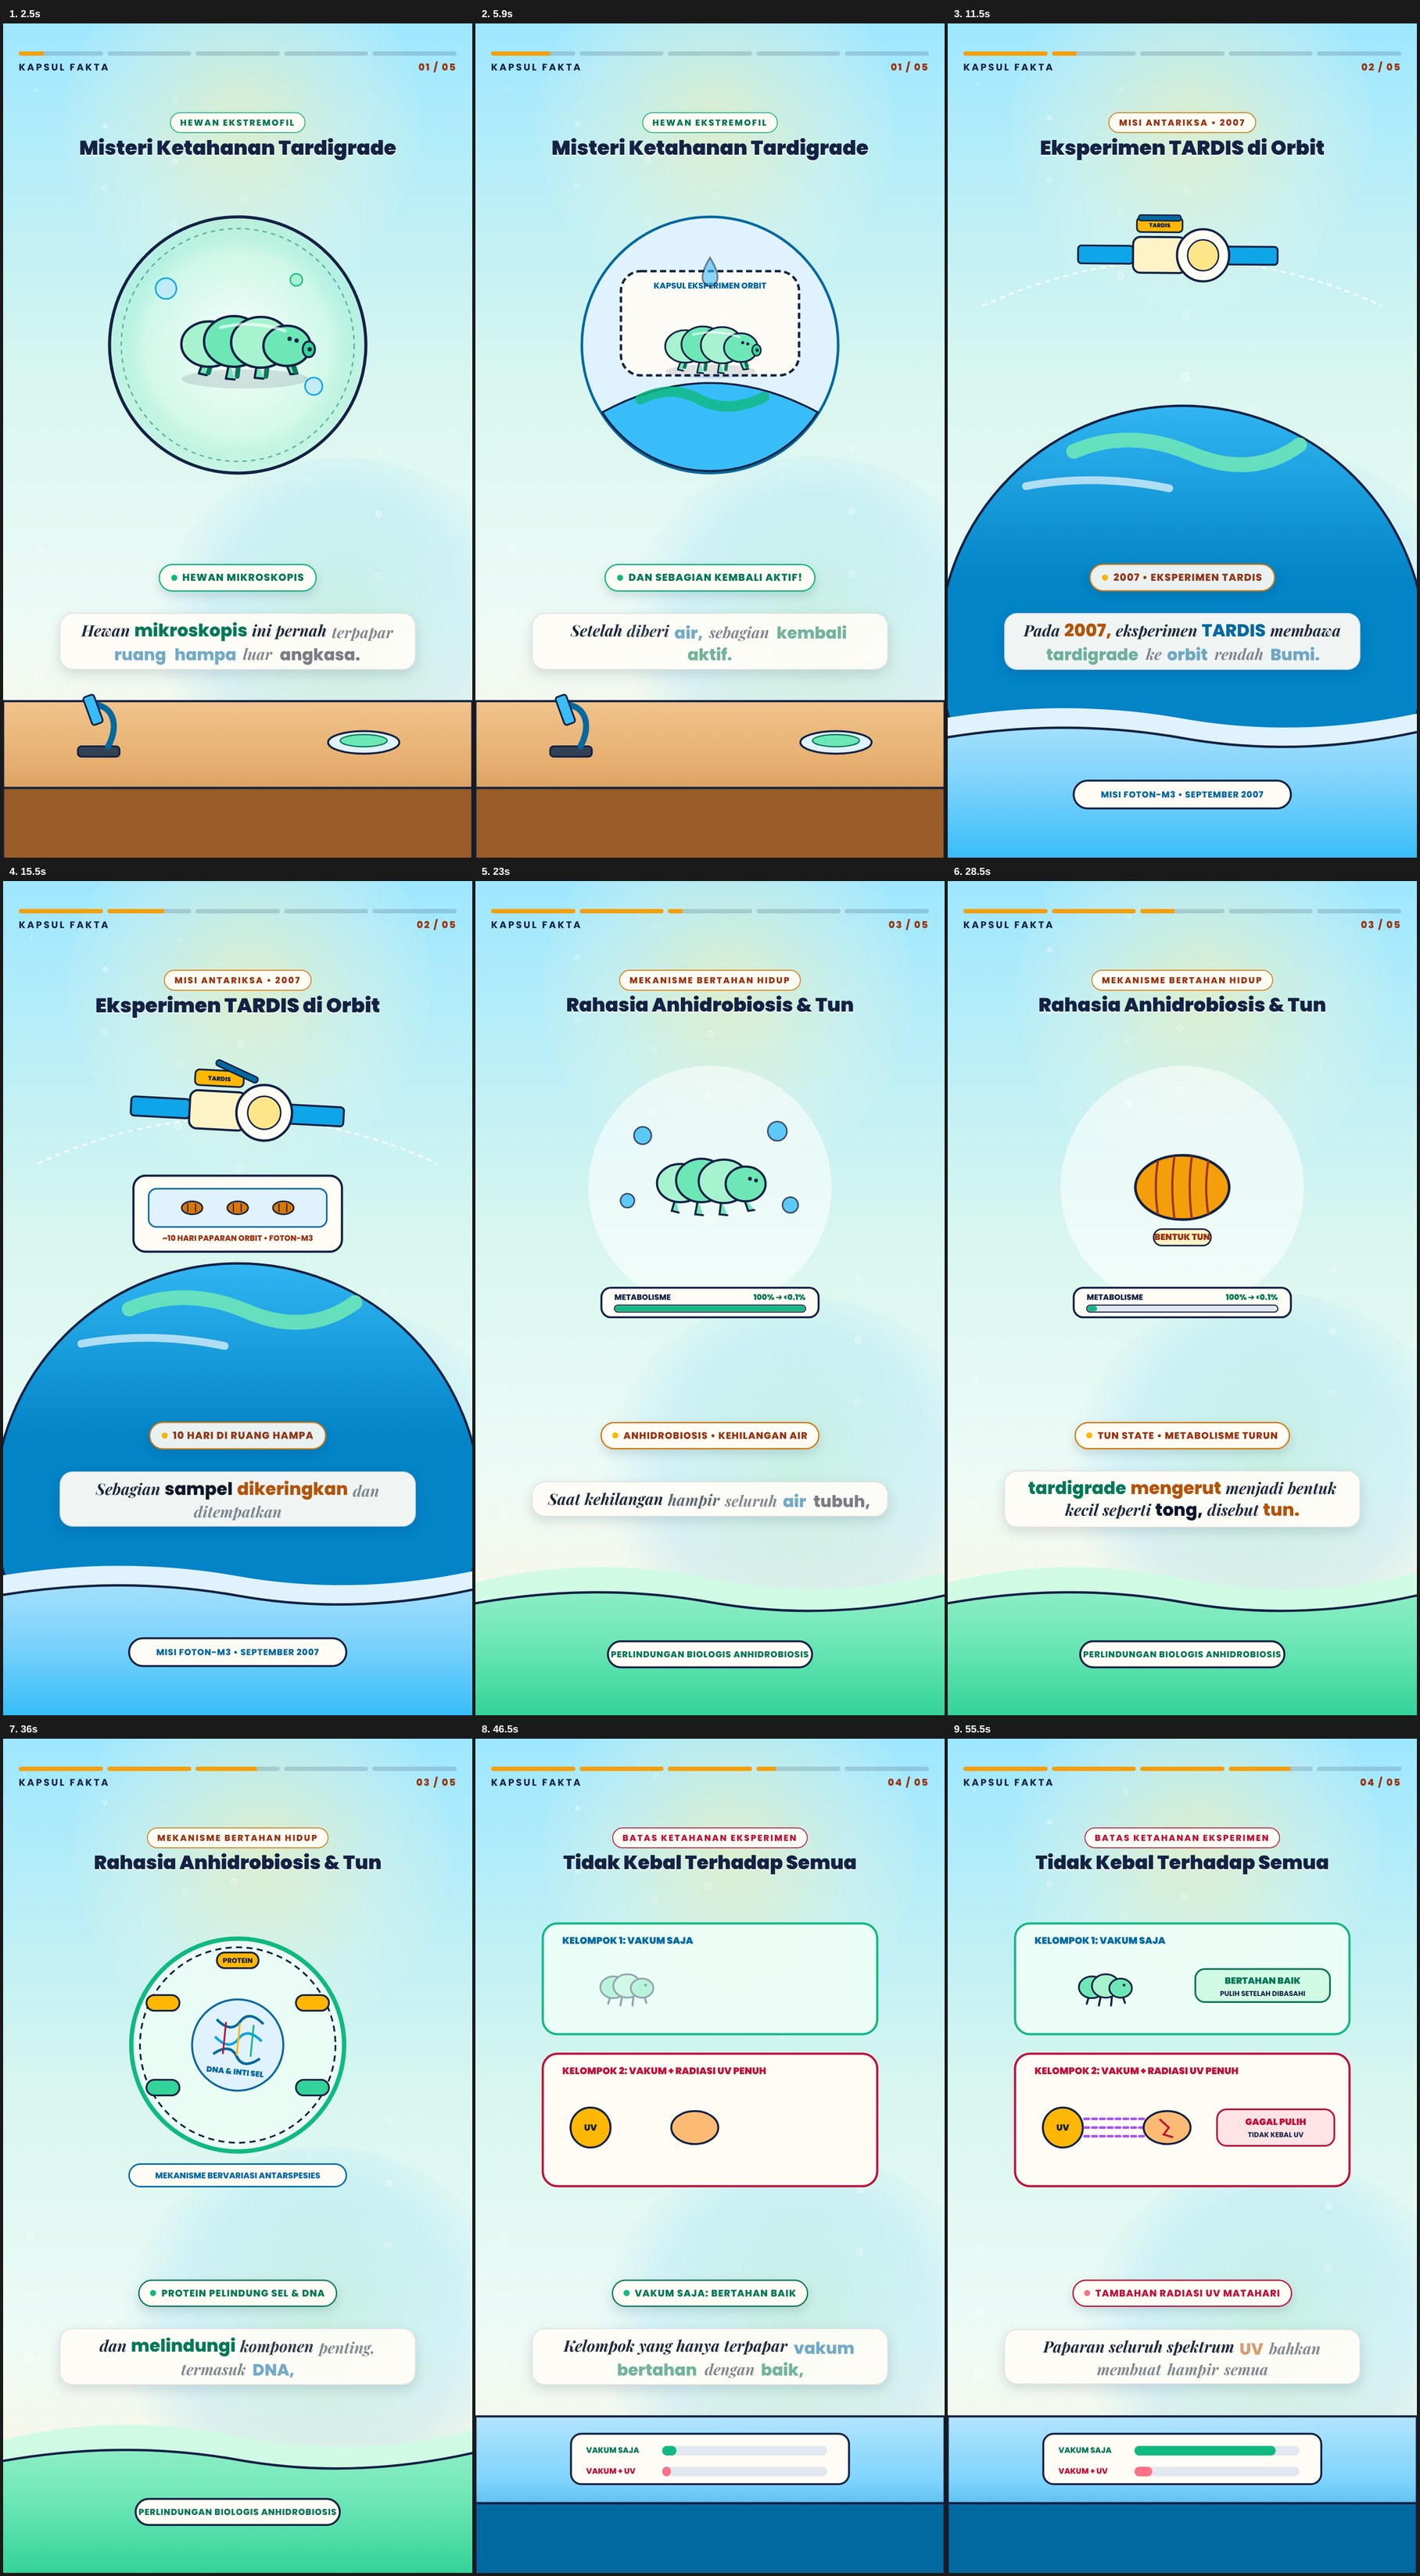 1. 2.5s
KAPSUL FAKTA
01 / 05
HEWAN EKSTREMOFIL
Misteri Ketahanan Tardigrade
HEWAN MIKROSKOPIS
Hewan mikroskopis ini pernah terpapar
ruang hampa luar angkasa.
2. 5.9s
KAPSUL FAKTA
01 / 05
HEWAN EKSTREMOFIL
Misteri Ketahanan Tardigrade
KAPSUL EKSPERIMEN ORBIT
DAN SEBAGIAN KEMBALI AKTIF!
Setelah diberi air, sebagian kembali
aktif.
3. 11.5s
KAPSUL FAKTA
02 / 05
MISI ANTARIKSA • 2007
Eksperimen TARDIS di Orbit
TARDIS
2007 • EKSPERIMEN TARDIS
Pada 2007, eksperimen TARDIS membawa
tardigrade ke orbit rendah Bumi.
MISI FOTON-M3 • SEPTEMBER 2007
4. 15.5s
KAPSUL FAKTA
02 / 05
MISI ANTARIKSA • 2007
Eksperimen TARDIS di Orbit
TARDIS
~10 HARI PAPARAN ORBIT • FOTON-M3
10 HARI DI RUANG HAMPA
Sebagian sampel dikeringkan dan
ditempatkan
MISI FOTON-M3 • SEPTEMBER 2007
5. 23s
KAPSUL FAKTA
03 / 05
MEKANISME BERTAHAN HIDUP
Rahasia Anhidrobiosis & Tun
METABOLISME
100% → <0.1%
ANHIDROBIOSIS • KEHILANGAN AIR
Saat kehilangan hampir seluruh air tubuh,
PERLINDUNGAN BIOLOGIS ANHIDROBIOSIS
6. 28.5s
KAPSUL FAKTA
03 / 05
MEKANISME BERTAHAN HIDUP
Rahasia Anhidrobiosis & Tun
BENTUK TUN
METABOLISME
100% → <0.1%
TUN STATE • METABOLISME TURUN
tardigrade mengerut menjadi bentuk
kecil seperti tong, disebut tun.
PERLINDUNGAN BIOLOGIS ANHIDROBIOSIS
7. 36s
KAPSUL FAKTA
03 / 05
MEKANISME BERTAHAN HIDUP
Rahasia Anhidrobiosis & Tun
PROTEIN
DNA & INTI SEL
MEKANISME BERVARIASI ANTARSPESIES
PROTEIN PELINDUNG SEL & DNA
dan melindungi komponen penting,
termasuk DNA,
PERLINDUNGAN BIOLOGIS ANHIDROBIOSIS
8. 46.5s
KAPSUL FAKTA
04 / 05
BATAS KETAHANAN EKSPERIMEN
Tidak Kebal Terhadap Semua
KELOMPOK 1: VAKUM SAJA
KELOMPOK 2: VAKUM + RADIASI UV PENUH
UV
VAKUM SAJA: BERTAHAN BAIK
Kelompok yang hanya terpapar vakum
bertahan dengan baik,
VAKUM SAJA
VAKUM + UV
9. 55.5s
KAPSUL FAKTA
04 / 05
BATAS KETAHANAN EKSPERIMEN
Tidak Kebal Terhadap Semua
KELOMPOK 1: VAKUM SAJA
BERTAHAN BAIK
PULIH SETELAH DIBASAHI
KELOMPOK 2: VAKUM + RADIASI UV PENUH
UV
GAGAL PULIH
TIDAK KEBAL UV
TAMBAHAN RADIASI UV MATAHARI
Paparan seluruh spektrum UV bahkan
membuat hampir semua
VAKUM SAJA
VAKUM + UV